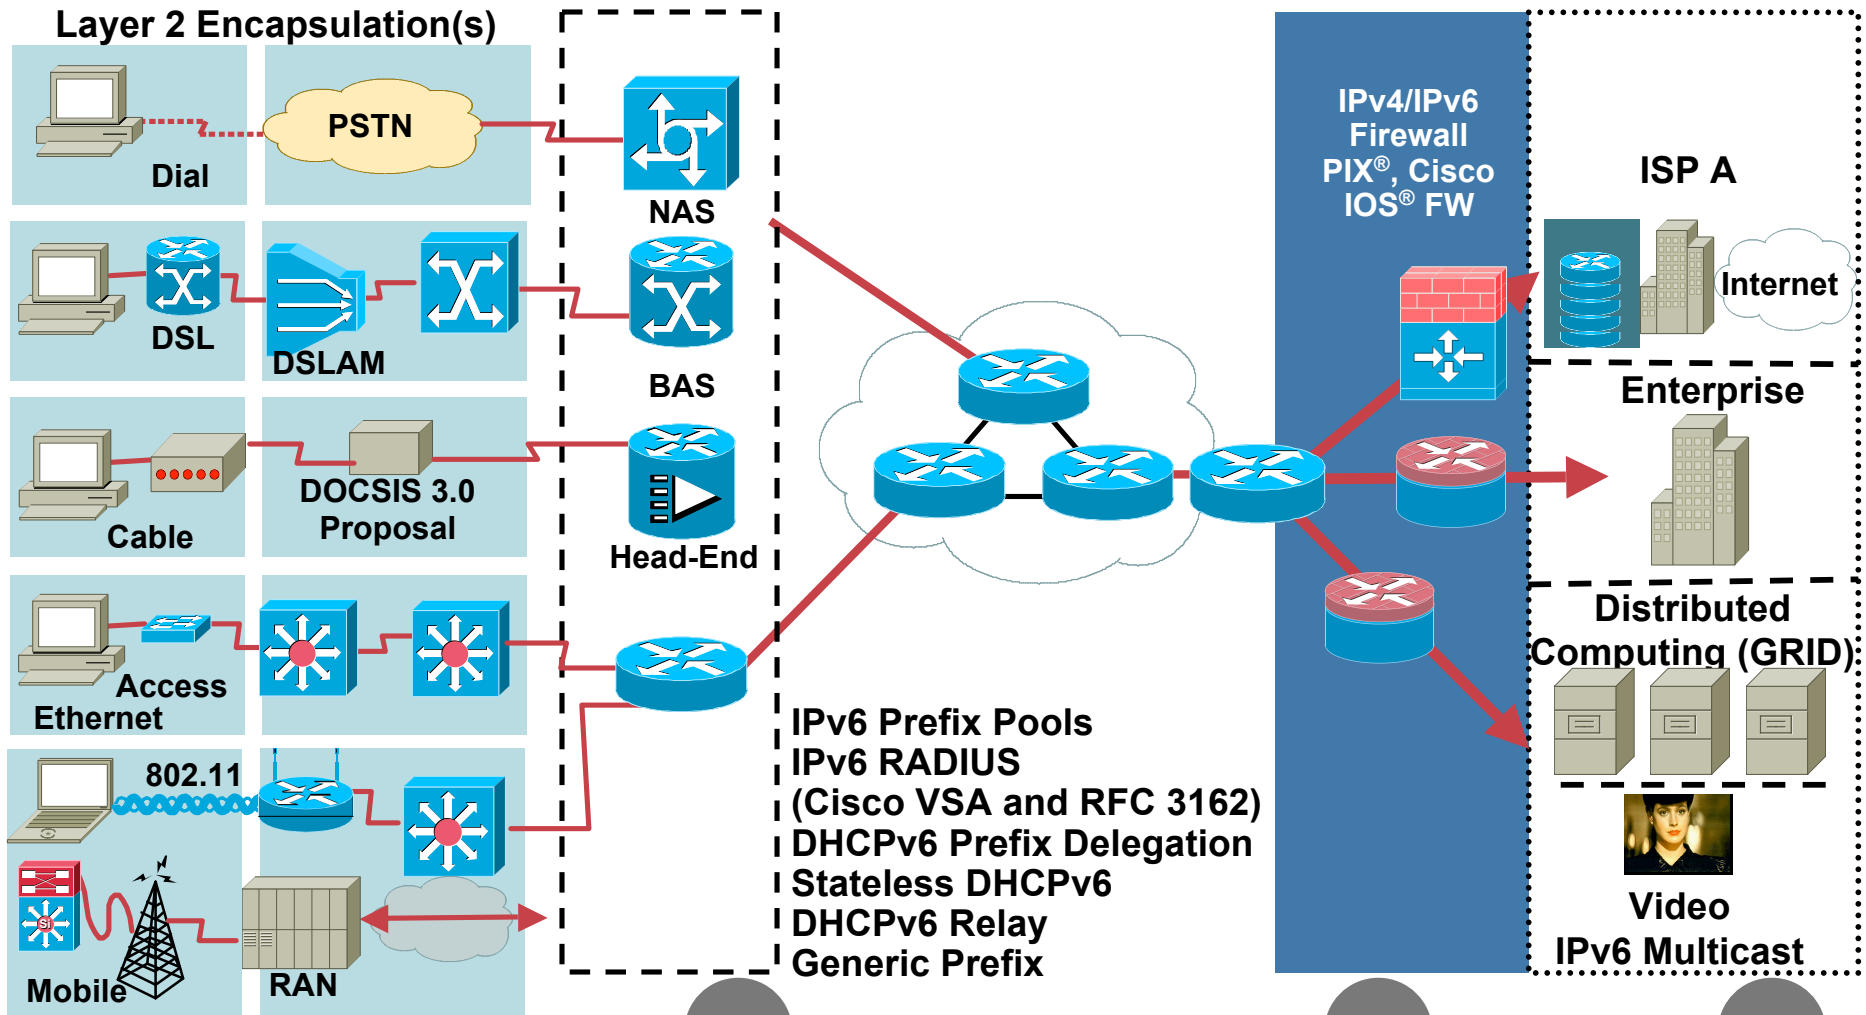 Layer 2 Encapsulation(s)
Dial
PSTN
NAS
DSL
DSLAM
BAS
Cable
DOCSIS 3.0
Proposal
Head-End
Access
Ethernet
802.11
Mobile
RAN
Si
IPv6 Prefix Pools
IPv6 RADIUS
(Cisco VSA and RFC 3162)
DHCPv6 Prefix Delegation
Stateless DHCPv6
DHCPv6 Relay
Generic Prefix
IPv4/IPv6
Firewall
PIX®, Cisco
IOS® FW
ISP A
Internet
Enterprise
Distributed
Computing (GRID)
Video
IPv6 Multicast